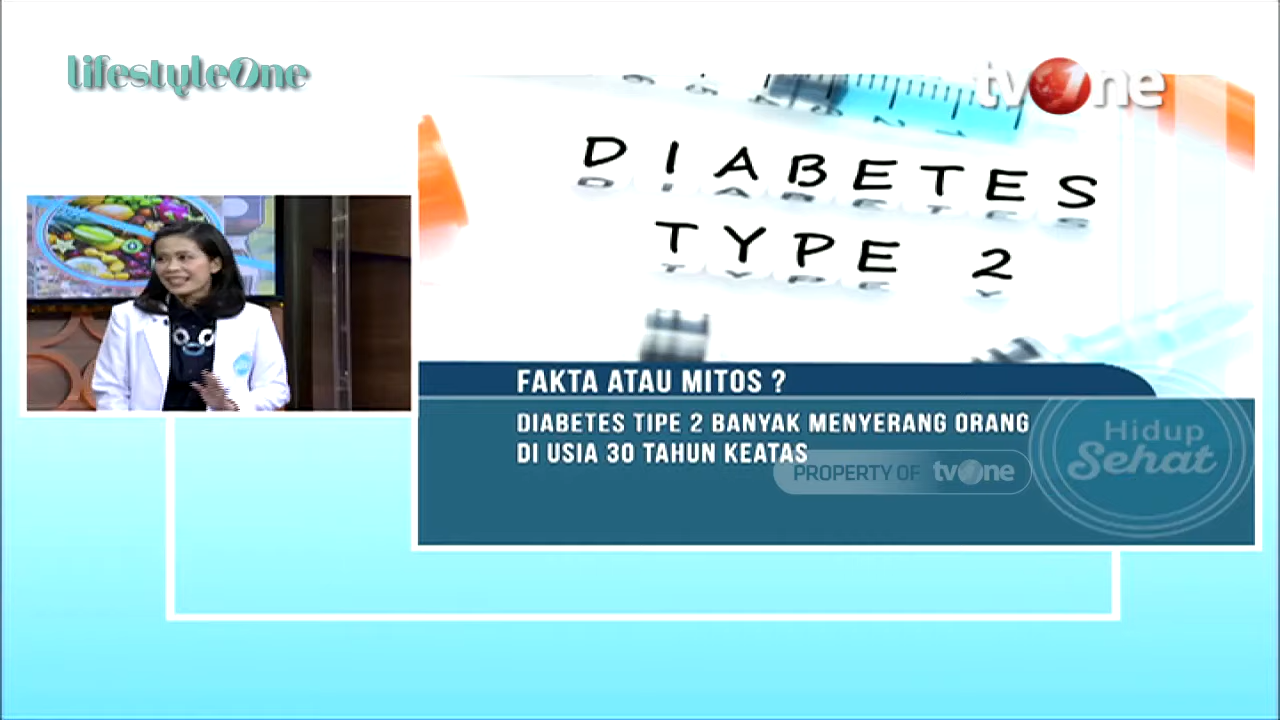 lifestyleOne
tvOne
DIABETES
TYPE 2
FAKTA ATAU MITOS ?
DIABETES TIPE 2 BANYAK MENYERANG ORANG
DI USIA 30 TAHUN KEATAS
PROPERTY OF tvOne
Hidup
Sehat